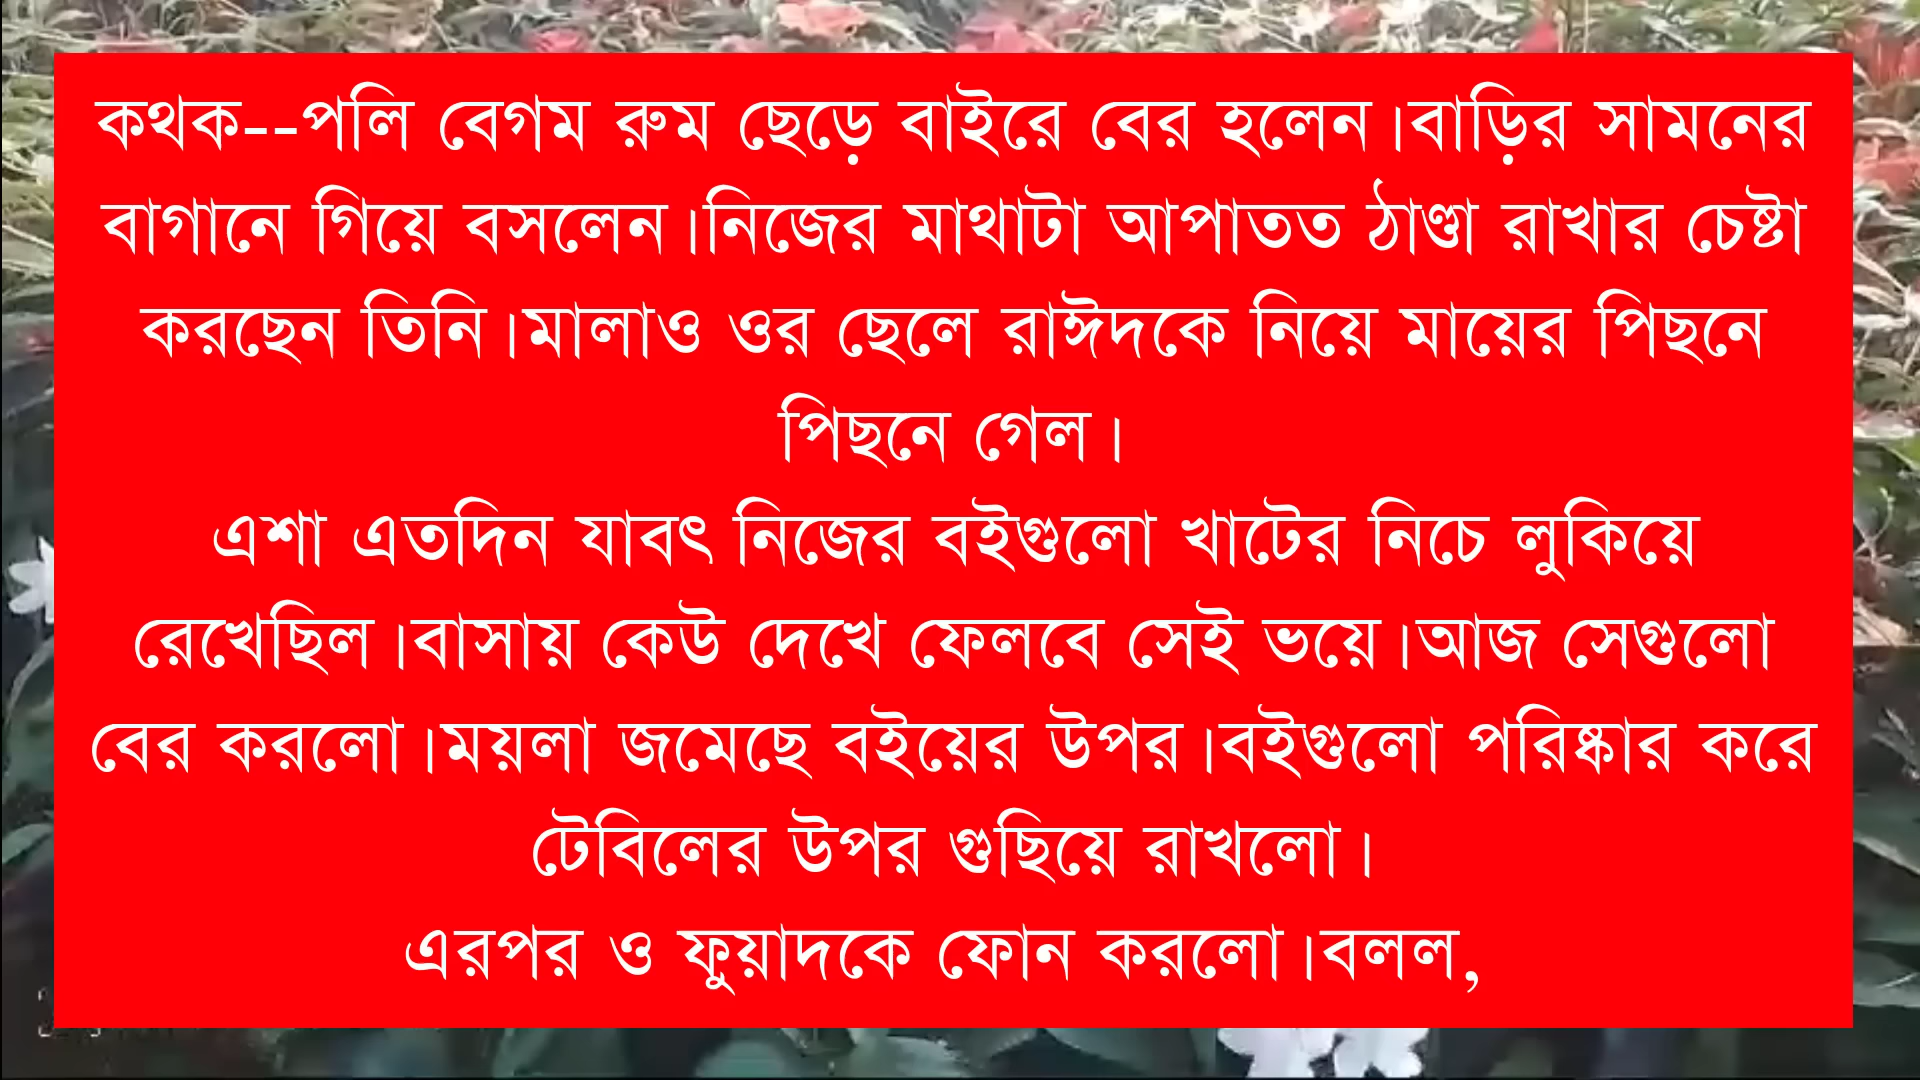 কথক--পলি বেগম রুম ছেড়ে বাইরে বের হলেন।বাড়ির সামনের
বাগানে গিয়ে বসলেন।নিজের মাথাটা আপাতত ঠাণ্ডা রাখার চেষ্টা
করছেন তিনি।মালাও ওর ছেলে রাঈদকে নিয়ে মায়ের পিছনে
পিছনে গেল।
এশা এতদিন যাবৎ নিজের বইগুলো খাটের নিচে লুকিয়ে
রেখেছিল।বাসায় কেউ দেখে ফেলবে সেই ভয়ে।আজ সেগুলো
বের করলো।ময়লা জমেছে বইয়ের উপর।বইগুলো পরিষ্কার করে
টেবিলের উপর গুছিয়ে রাখলো।
এরপর ও ফুয়াদকে ফোন করলো।বলল,